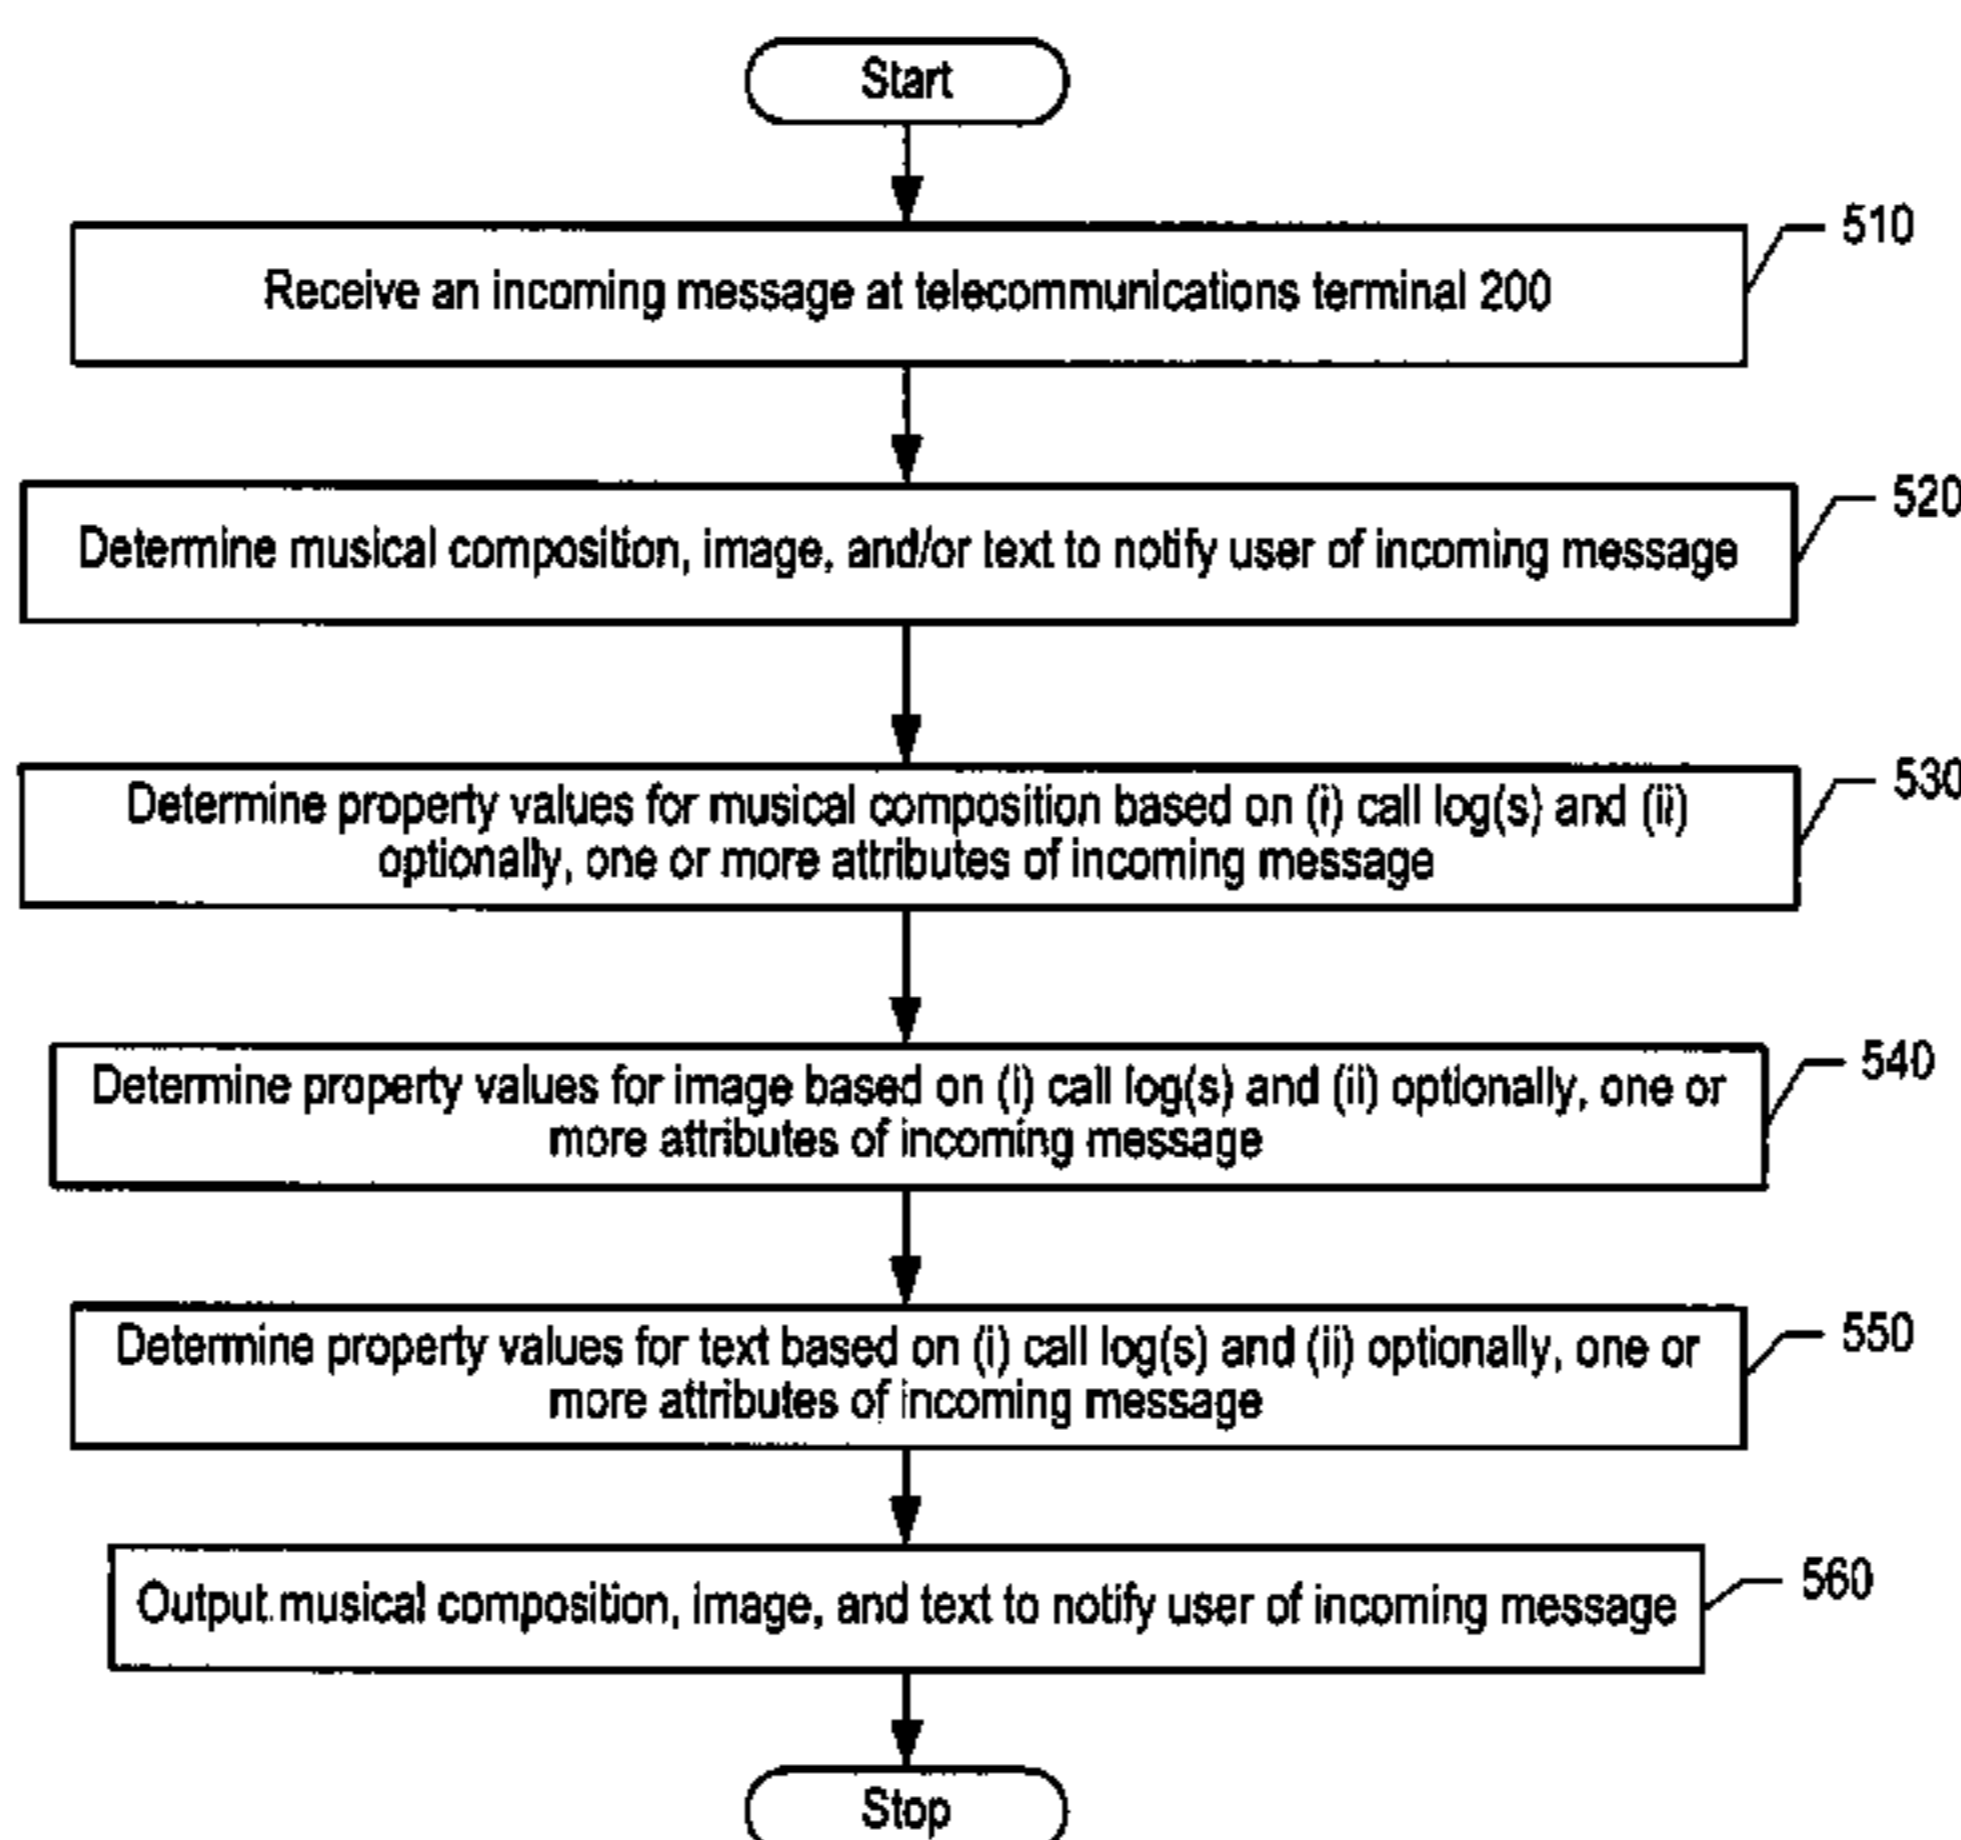 Start
Receive an incoming message at telecommunications terminal 200
510
Determine musical composition, image, and/or text to notify user of incoming message
520
Determine property values for musical composition based on (i) call log(s) and (ii)
optionally, one or more attributes of incoming message
530
Determine property values for image based on (i) call log(s) and (ii) optionally, one or
more attributes of incoming message
540
Determine property values for text based on (i) call log(s) and (ii) optionally, one or
more attributes of incoming message
550
Output musical composition, image, and text to notify user of incoming message
560
Stop